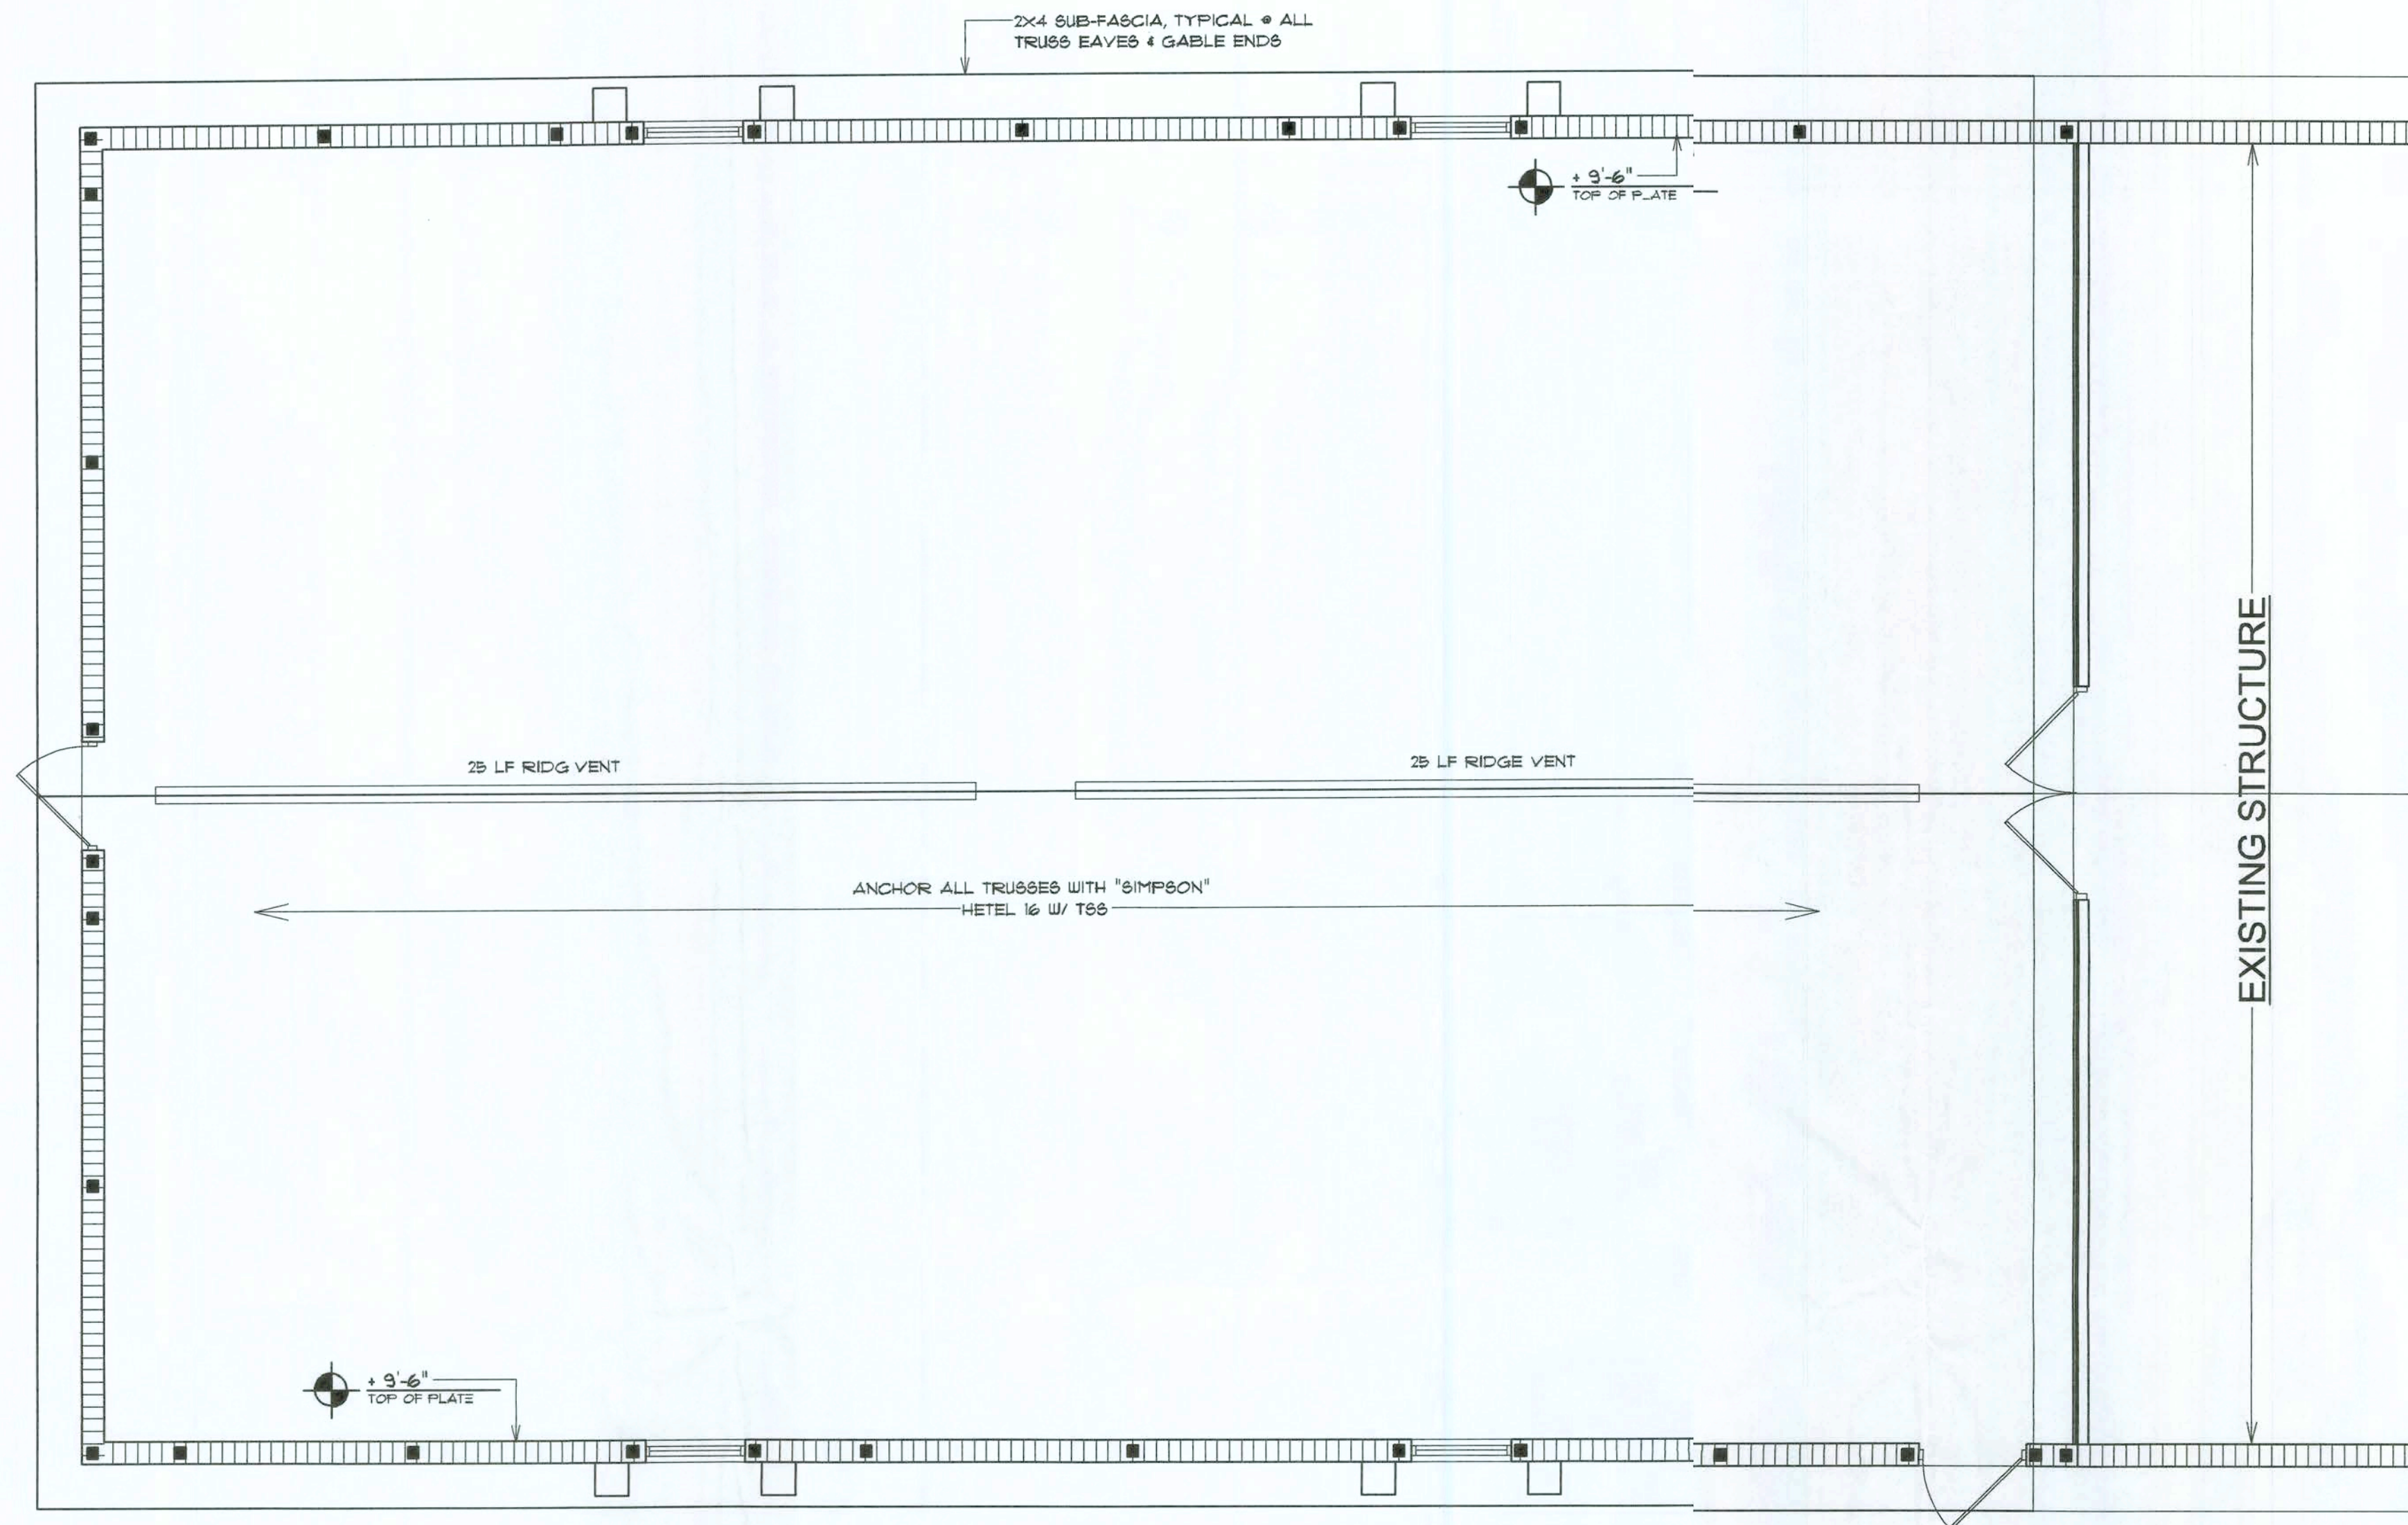 2X4 SUB-FASCIA, TYPICAL @ ALL
TRUSS EAVES & GABLE ENDS
+ 9'-6"
TOP OF PLATE
25 LF RIDG VENT
25 LF RIDGE VENT
EXISTING STRUCTURE
ANCHOR ALL TRUSSES WITH "SIMPSON"
HETEL 16 W/ TSS
+ 9'-6"
TOP OF PLATE